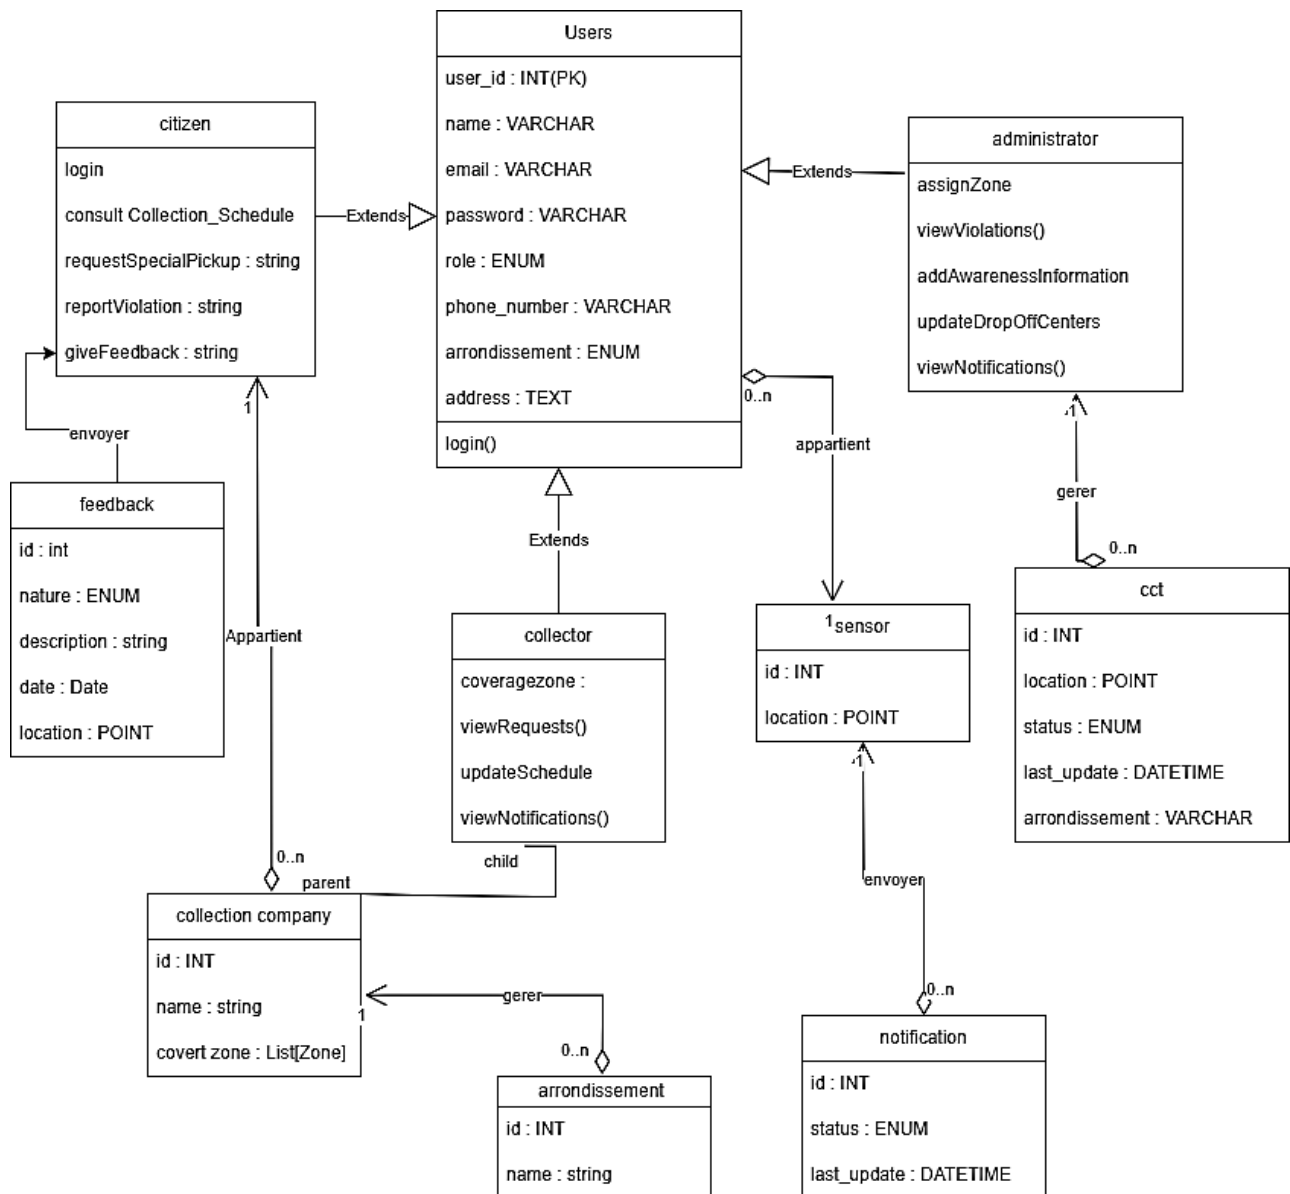 Users
user_id : INT(PK)
name : VARCHAR
email : VARCHAR
password : VARCHAR
role : ENUM
phone_number : VARCHAR
arrondissement : ENUM
address : TEXT
login()
citizen
login
consult Collection_Schedule
requestSpecialPickup : string
reportViolation : string
giveFeedback : string
Extends
administrator
assignZone
viewViolations()
addAwarenessInformation
updateDropOffCenters
viewNotifications()
Extends
envoyer
feedback
id : int
nature : ENUM
description : string
date : Date
location : POINT
1
Appartient
0..n
Extends
collector
coveragezone :
viewRequests()
updateSchedule
viewNotifications()
child
parent
collection company
id : INT
name : string
covert zone : List[Zone]
1
gerer
0..n
arrondissement
id : INT
name : string
0..n
appartient
1
sensor
id : INT
location : POINT
1
envoyer
0..n
notification
id : INT
status : ENUM
last_update : DATETIME
1
gerer
0..n
cct
id : INT
location : POINT
status : ENUM
last_update : DATETIME
arrondissement : VARCHAR